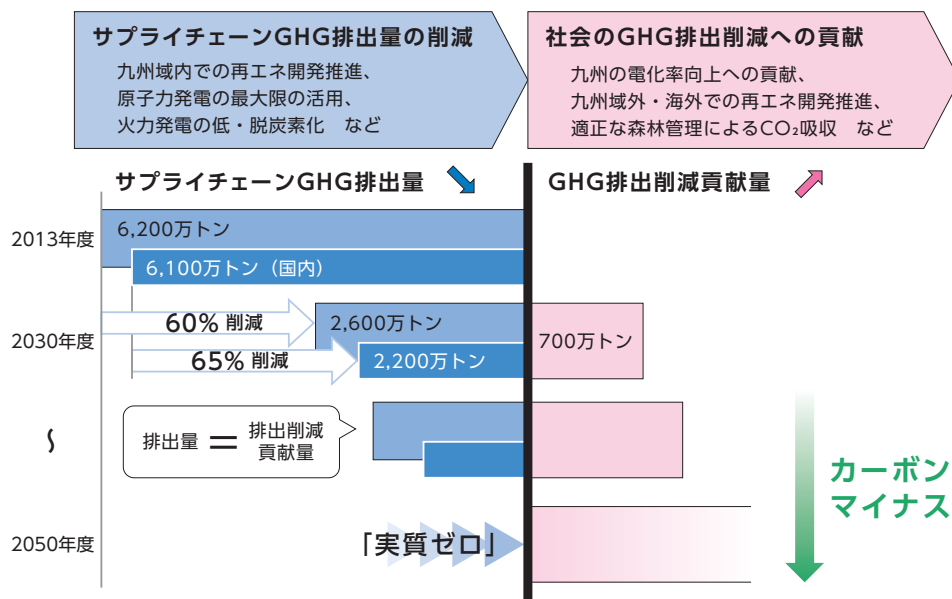 サプライチェーンGHG排出量の削減
九州域内での再エネ開発推進、
原子力発電の最大限の活用、
火力発電の低・脱炭素化　など
社会のGHG排出削減への貢献
九州の電化率向上への貢献、
九州域外・海外での再エネ開発推進、
適正な森林管理によるCO₂吸収　など
サプライチェーンGHG排出量
GHG排出削減貢献量
2013年度
6,200万トン
6,100万トン（国内）
2030年度
60% 削減
2,600万トン
700万トン
65% 削減
2,200万トン
〜
排出量 ＝ 排出削減
貢献量
カーボン
マイナス
2050年度
「実質ゼロ」